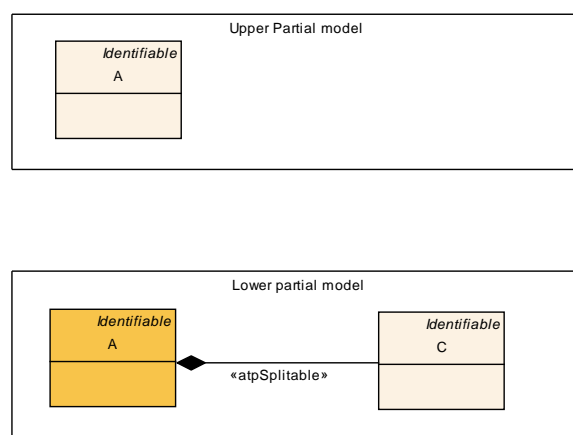 Upper Partial model
Identifiable
A
Lower partial model
Identifiable
A
Identifiable
C
«atpSplitable»